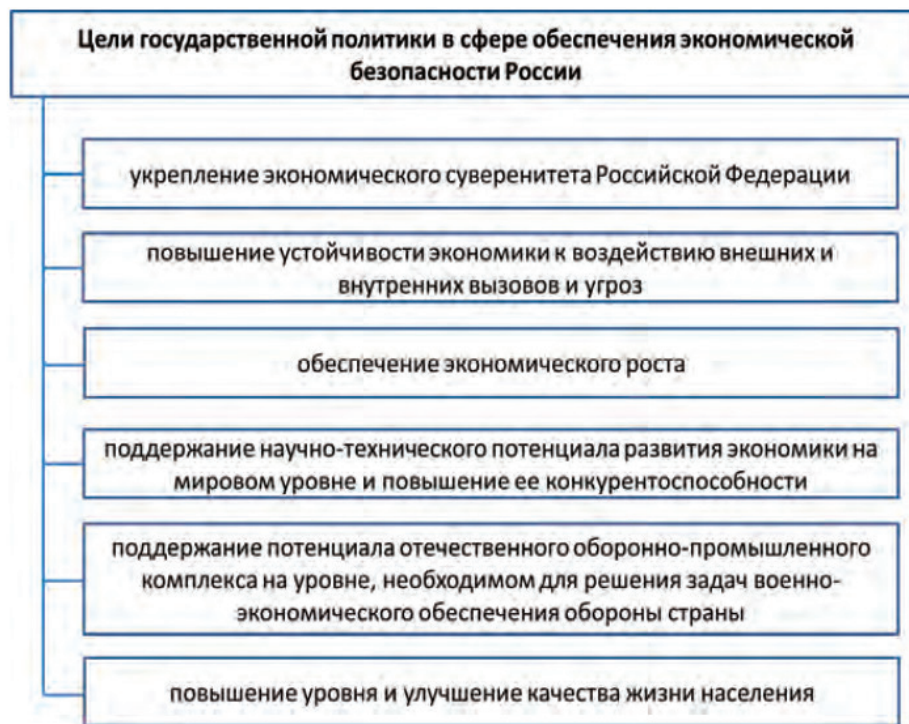 Цели государственной политики в сфере обеспечения экономической
безопасности России
укрепление экономического суверенитета Российской Федерации
повышение устойчивости экономики к воздействию внешних и
внутренних вызовов и угроз
обеспечение экономического роста
поддержание научно-технического потенциала развития экономики на
мировом уровне и повышение ее конкурентоспособности
поддержание потенциала отечественного оборонно-промышленного
комплекса на уровне, необходимом для решения задач военно-
экономического обеспечения обороны страны
повышение уровня и улучшение качества жизни населения